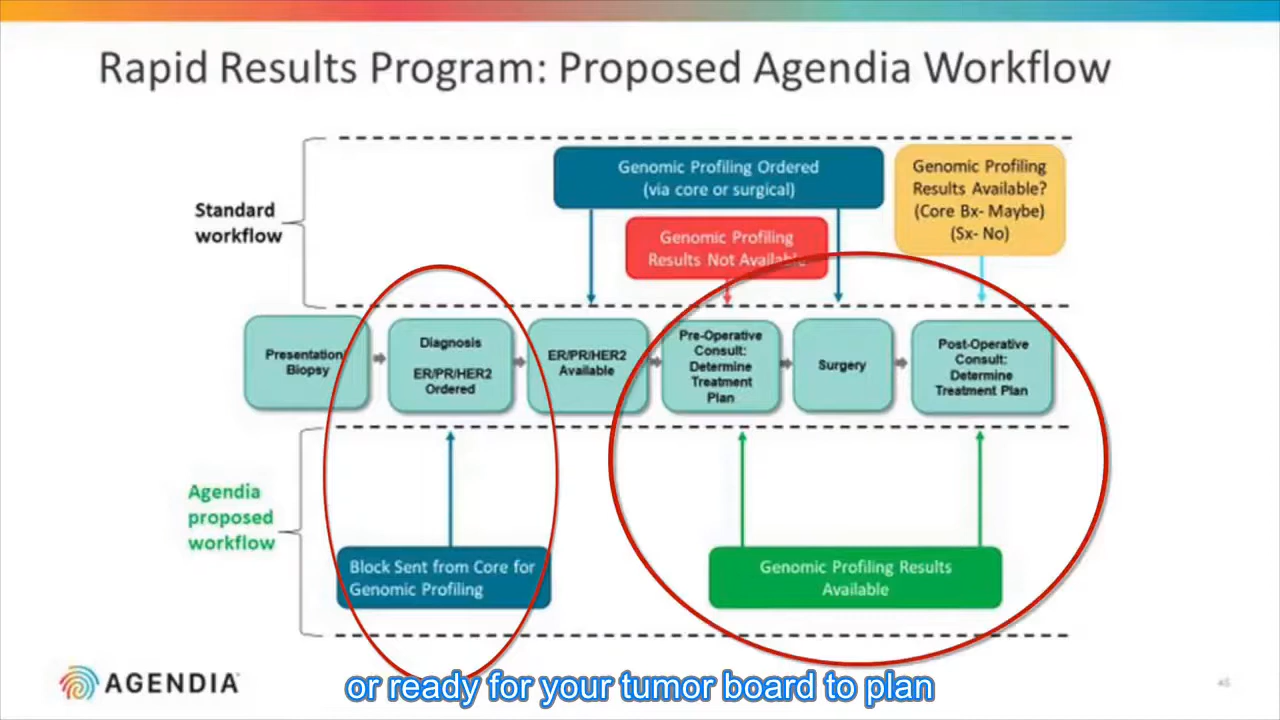 Rapid Results Program: Proposed Agendia Workflow
Genomic Profiling Ordered
(via core or surgical)
Genomic Profiling
Results Available?
(Core Bx- Maybe)
(Sx- No)
Standard
workflow
Genomic Profiling
Results Not Available
Presentation/
Biopsy
Diagnosis
ER/PR/HER2
Ordered
ER/PR/HER2
Available
Pre-Operative
Consult:
Determine
Treatment
Plan
Surgery
Post-Operative
Consult:
Determine
Treatment Plan
Agendia
proposed
workflow
Block Sent from Core for
Genomic Profiling
Genomic Profiling Results
Available
AGENDIA
or ready for your tumor board to plan